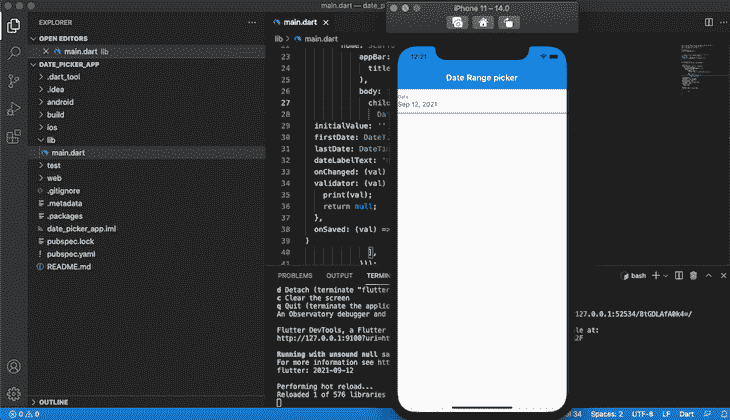 main.dart — date_p
iPhone 11 – 14.0
EXPLORER
OPEN EDITORS
main.dart lib
DATE_PICKER_APP
.dart_tool
.idea
android
build
ios
lib
main.dart
test
web
.gitignore
.metadata
.packages
date_picker_app.iml
pubspec.lock
pubspec.yaml
README.md
OUTLINE
main.dart
lib > main.dart
22
23 appBar:
24 title
25 ),
26 body:
27 child
28 Da
29 initialValue: ''
30 firstDate: DateT
31 lastDate: DateTim
32 dateLabelText:
33 onChanged: (val)
34 validator: (val)
35 print(val);
36 return null;
37 },
38 onSaved: (val) =>
39 )
40 ],
41 )));
12:21
Date Range picker
Date
Sep 12, 2021
PROBLEMS OUTPUT TERMIN
bash
d Detach (terminate "flutter
c Clear the screen
q Quit (terminate the applic
An Observatory debugger and 127.0.0.1:52534/8tGDLAfA0k4=/
Flutter DevTools, a Flutter le at:
http://127.0.0.1:9100?uri=ht 2F
Running with unsound null sa
For more information see htt
flutter: 2021-09-12
Performing hot reload...
Reloaded 1 of 576 libraries
0 0
34 Spaces: 2 UTF-8 LF Dart